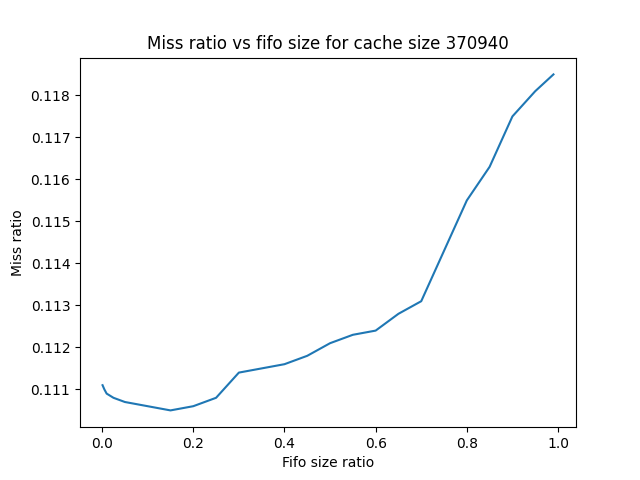 Miss ratio vs fifo size for cache size 370940
0.118
0.117
0.116
0.115
0.114
0.113
0.112
0.111
Miss ratio
0.0 0.2 0.4 0.6 0.8 1.0
Fifo size ratio